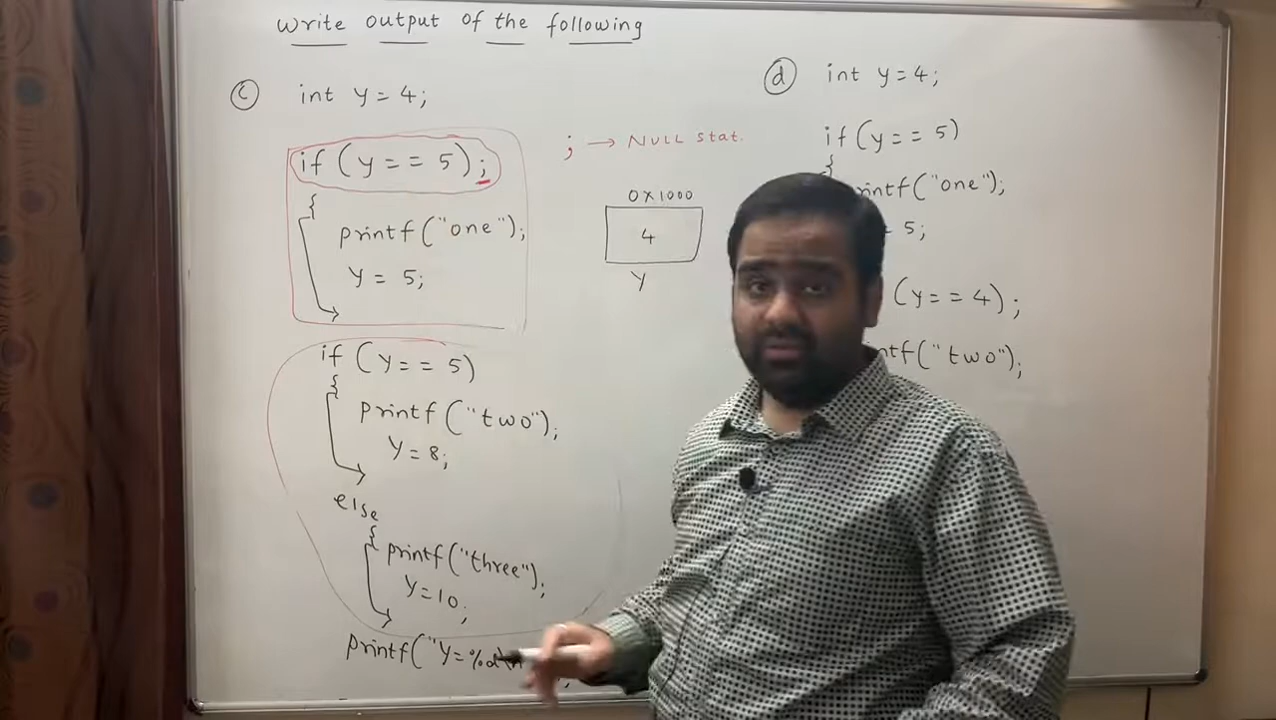 Write output of the following
c int y = 4;
if (y == 5);
{
printf("one");
y = 5;
}
if (y == 5)
{
printf("two");
y = 8;
}
else
{
printf("three");
y = 10;
}
printf("y=%d\n
; → NULL stat.
0x1000
4
y
d int y = 4;
if (y == 5)
{
rintf("one");
5;
(y == 4);
ntf("two");